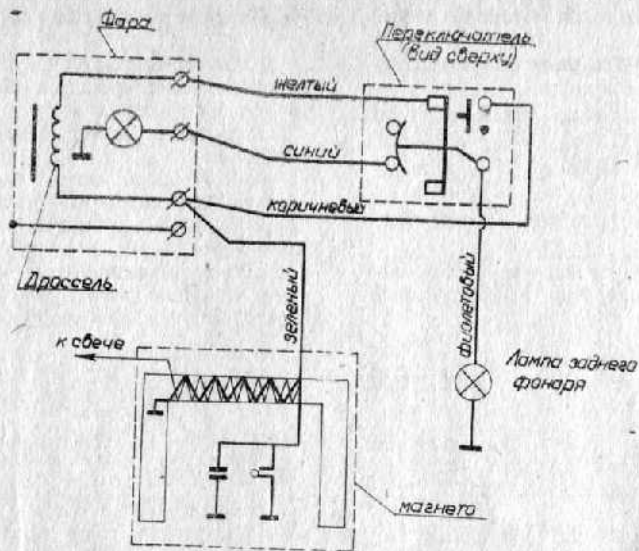 Фара
Переключатель
(вид сверху)
желтый
синий
коричневый
Дроссель
зеленый
фиолетовый
к свече
Лампа заднего
фонаря
магнето